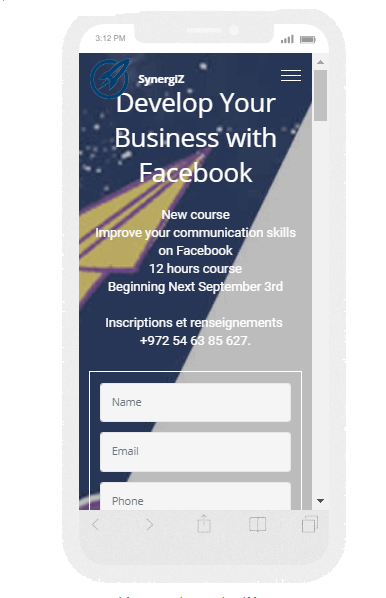 3:12 PM
SynergiZ
Develop Your
Business with
Facebook
New course
Improve your communication skills
on Facebook
12 hours course
Beginning Next September 3rd
Inscriptions et renseignements
+972 54 63 85 627.
Name
Email
Phone